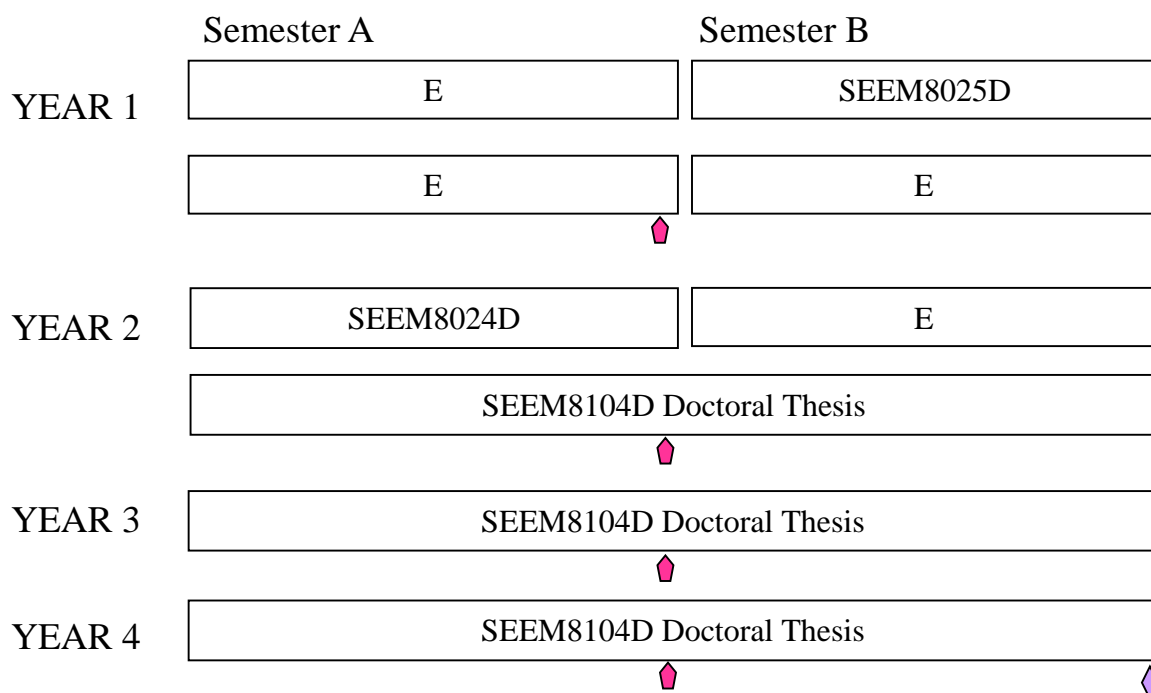 Semester A Semester B
YEAR 1 E SEEM8025D
E E
YEAR 2 SEEM8024D E
SEEM8104D Doctoral Thesis
YEAR 3 SEEM8104D Doctoral Thesis
YEAR 4 SEEM8104D Doctoral Thesis